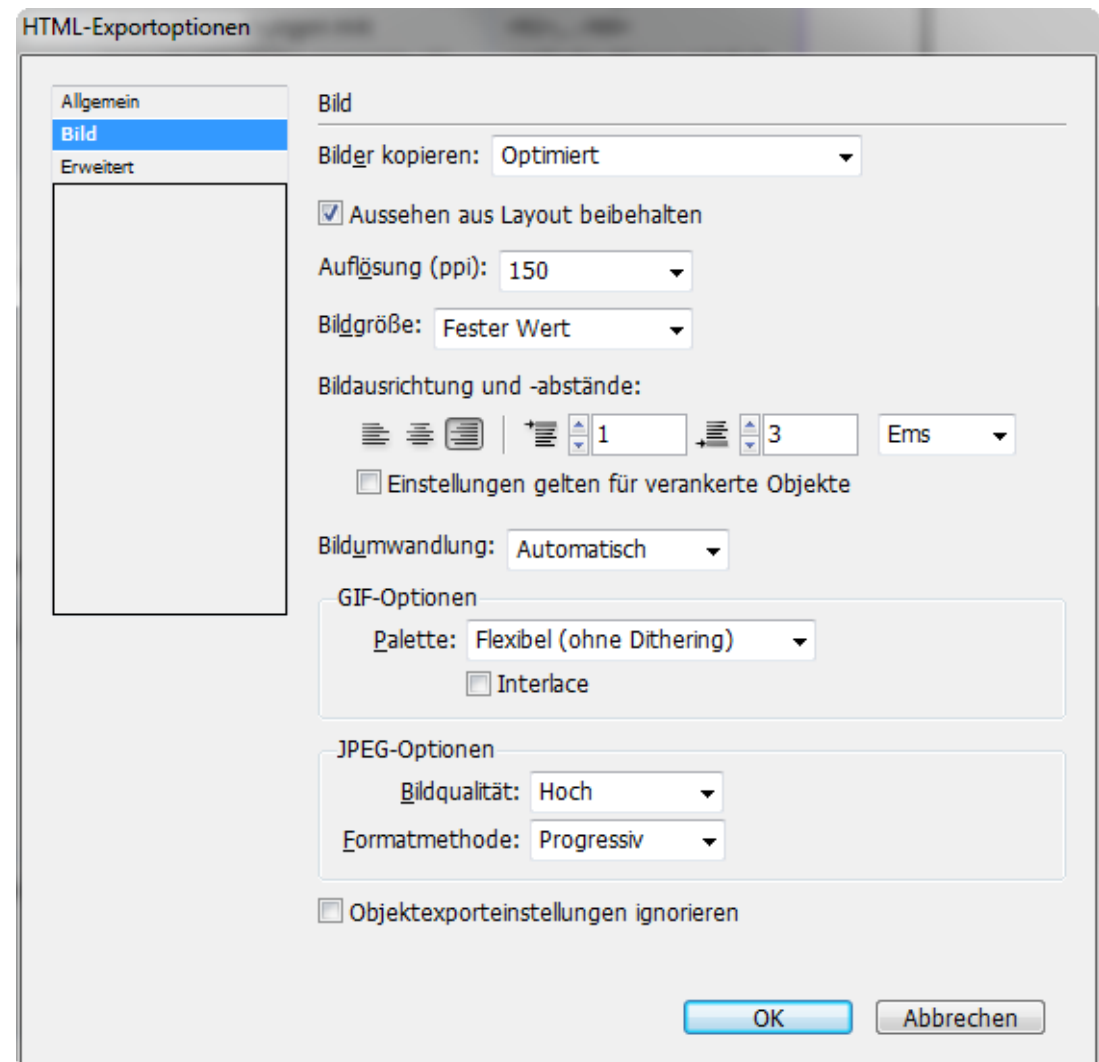 HTML-Exportoptionen
Allgemein
Bild
Erweitert
Bild
Bilder kopieren: Optimiert
Aussehen aus Layout beibehalten
Auflösung (ppi): 150
Bildgröße: Fester Wert
Bildausrichtung und -abstände:
1 3 Ems
Einstellungen gelten für verankerte Objekte
Bildumwandlung: Automatisch
GIF-Optionen
Palette: Flexibel (ohne Dithering)
Interlace
JPEG-Optionen
Bildqualität: Hoch
Formatmethode: Progressiv
Objektexporteinstellungen ignorieren
OK Abbrechen